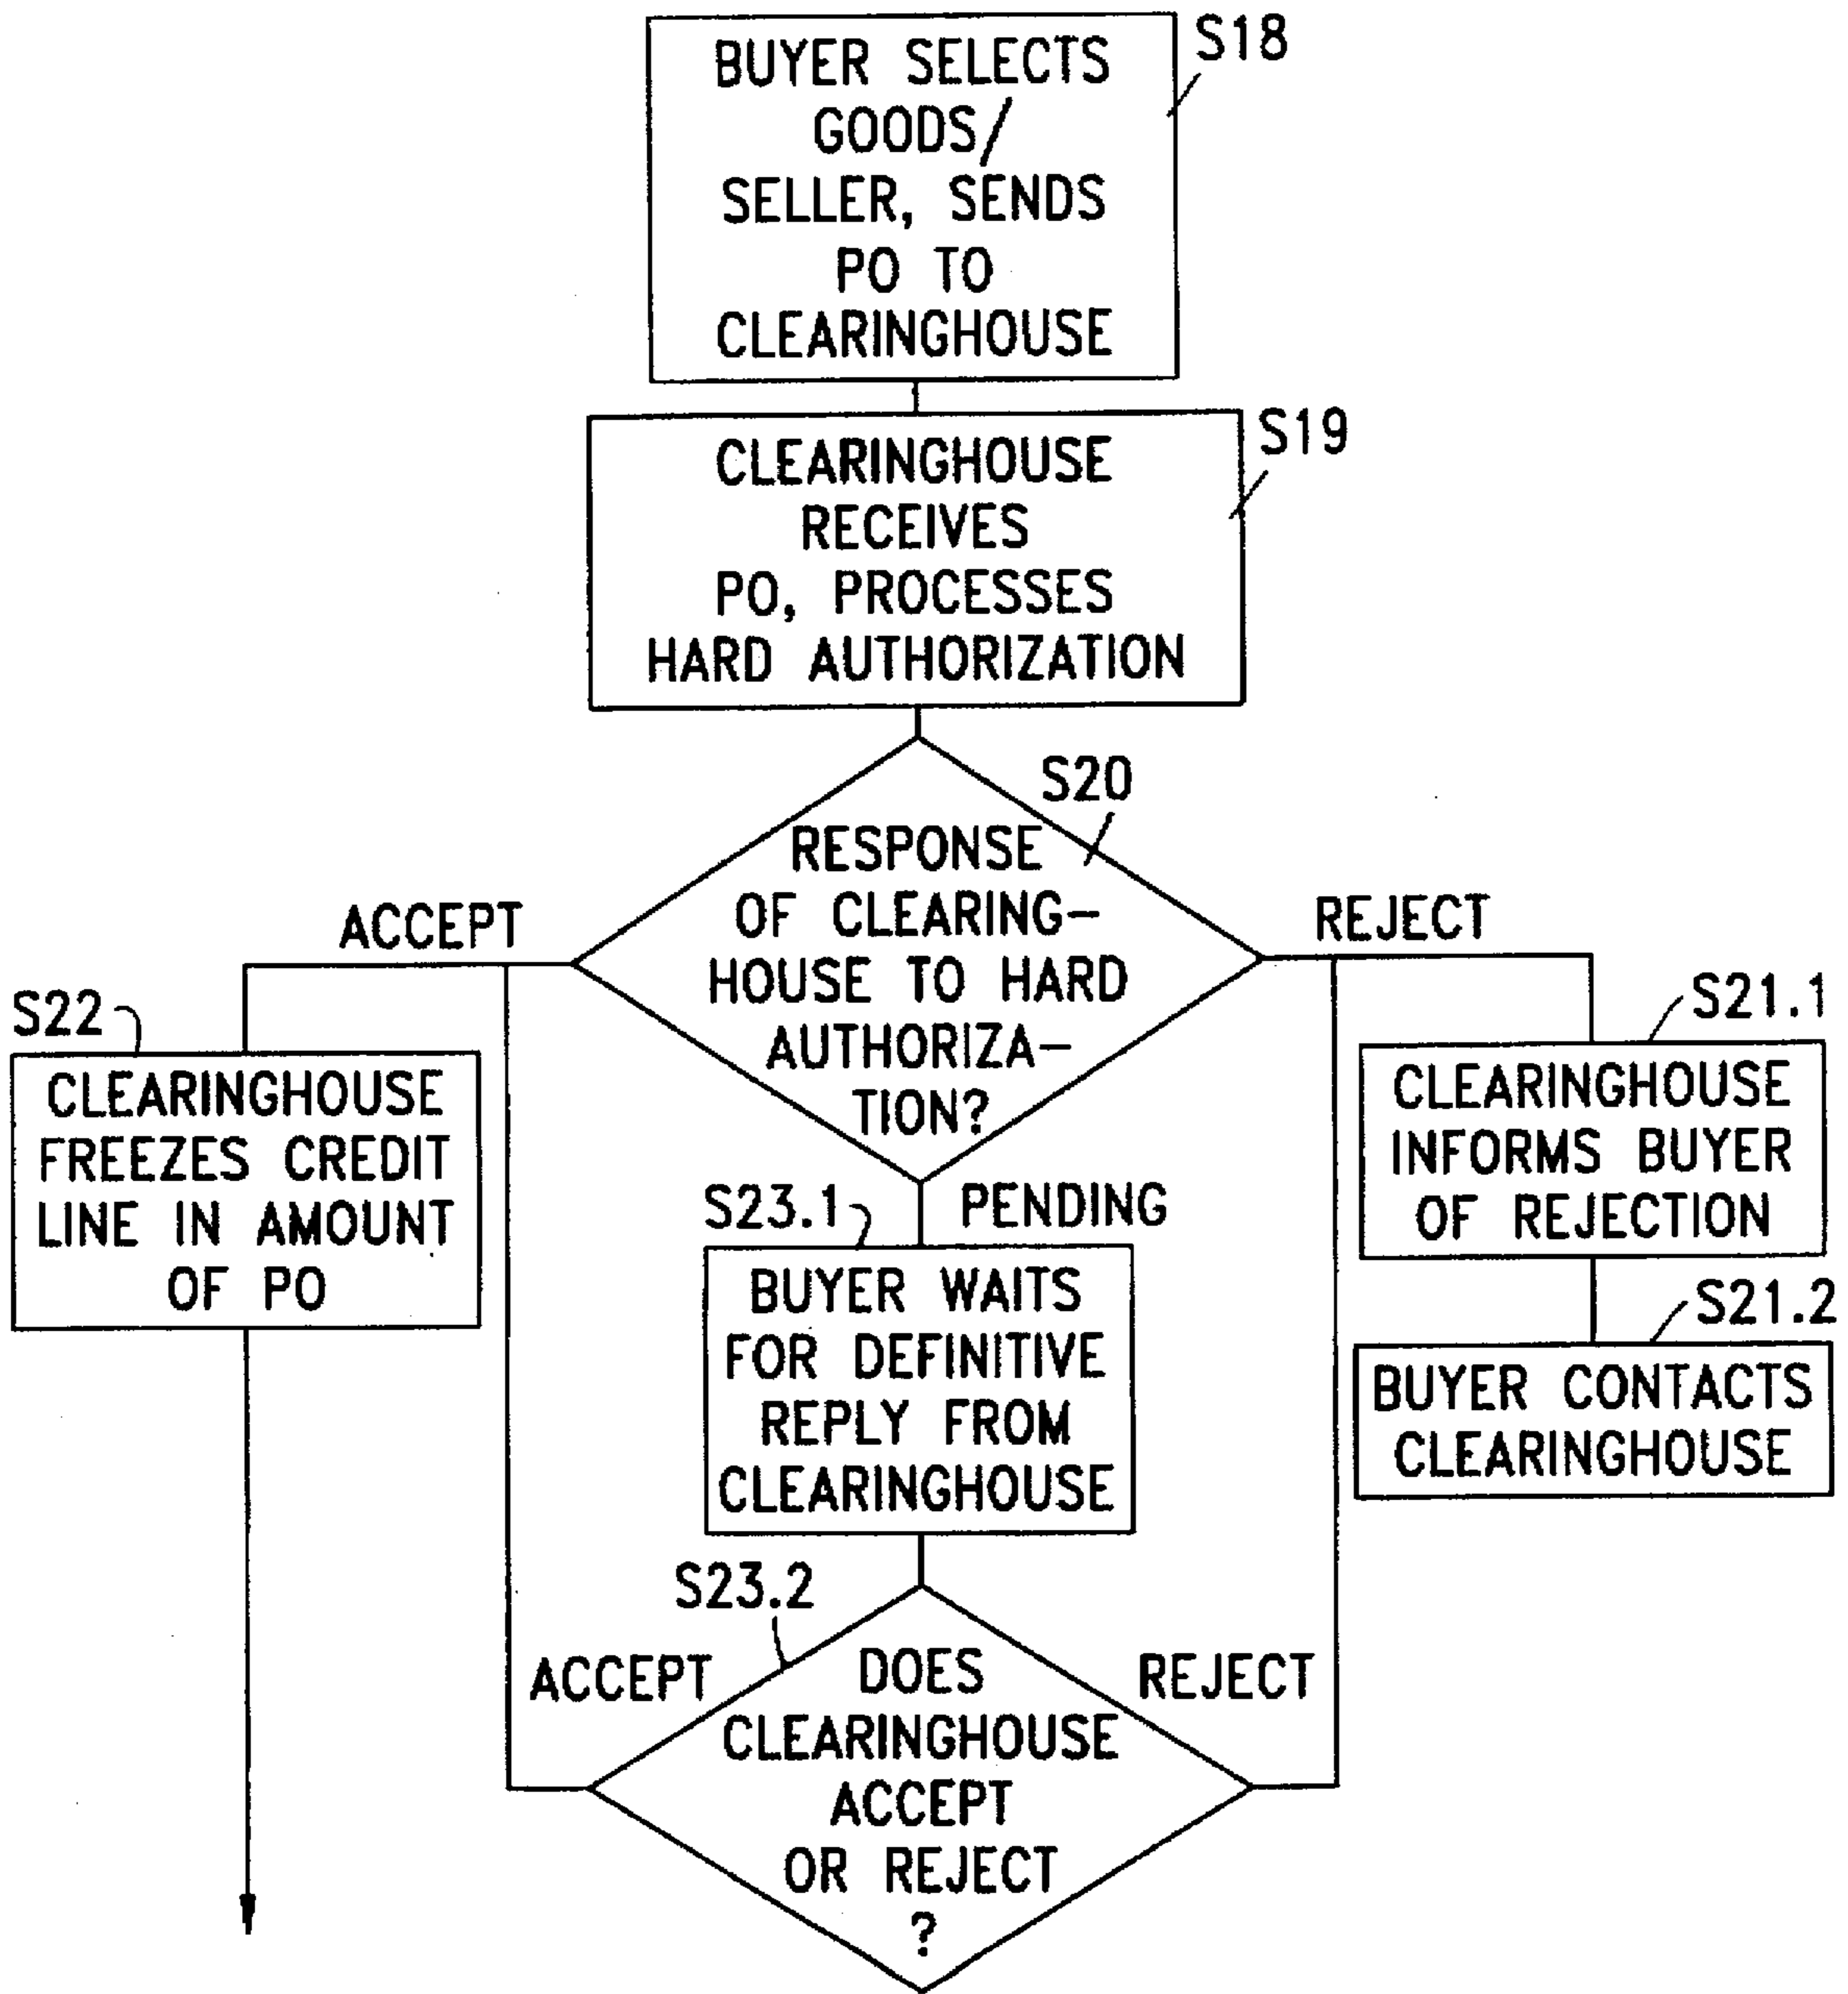 BUYER SELECTS
GOODS/
SELLER, SENDS
PO TO
CLEARINGHOUSE
S18
CLEARINGHOUSE
RECEIVES
PO, PROCESSES
HARD AUTHORIZATION
S19
S20
RESPONSE
OF CLEARING-
HOUSE TO HARD
AUTHORIZA-
TION?
ACCEPT
REJECT
S22
CLEARINGHOUSE
FREEZES CREDIT
LINE IN AMOUNT
OF PO
S21.1
CLEARINGHOUSE
INFORMS BUYER
OF REJECTION
S23.1
PENDING
BUYER WAITS
FOR DEFINITIVE
REPLY FROM
CLEARINGHOUSE
S21.2
BUYER CONTACTS
CLEARINGHOUSE
S23.2
ACCEPT
REJECT
DOES
CLEARINGHOUSE
ACCEPT
OR REJECT
?